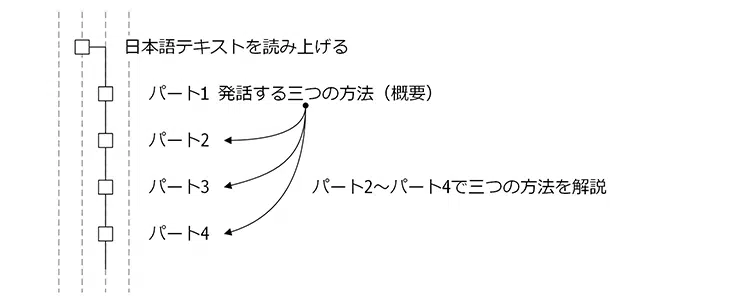 日本語テキストを読み上げる
パート1 発話する三つの方法（概要）
パート2
パート3
パート2～パート4で三つの方法を解説
パート4